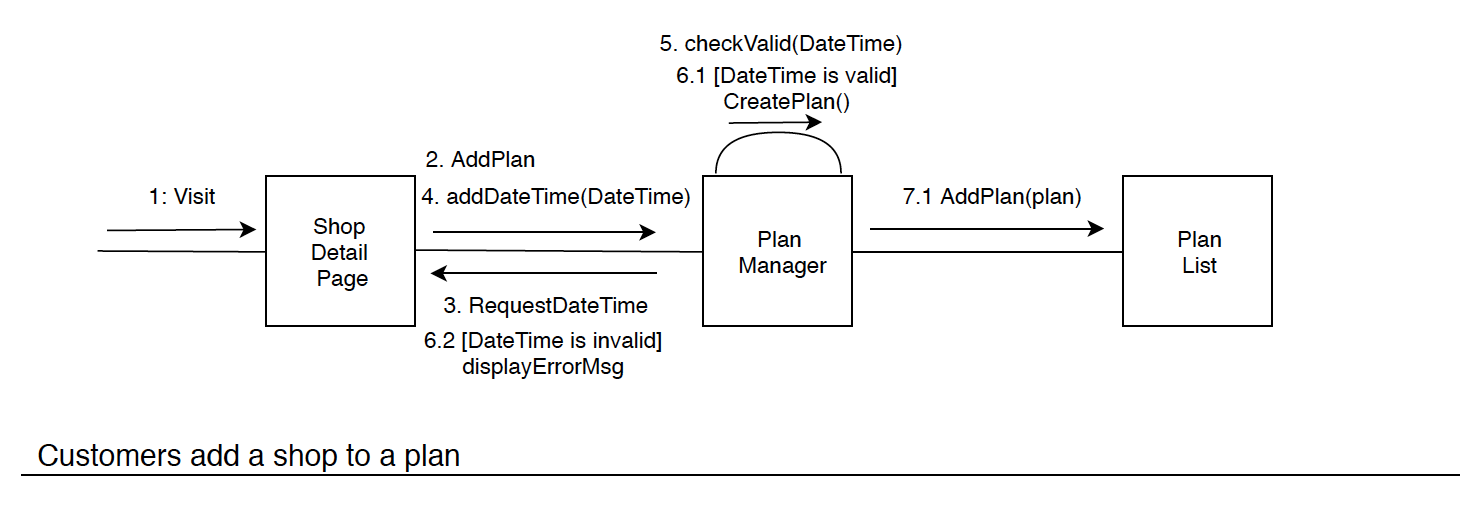 5. checkValid(DateTime)
6.1 [DateTime is valid]
CreatePlan()
2. AddPlan
1: Visit
4. addDateTime(DateTime)
7.1 AddPlan(plan)
Shop
Detail
Page
Plan
Manager
Plan
List
3. RequestDateTime
6.2 [DateTime is invalid]
displayErrorMsg
Customers add a shop to a plan